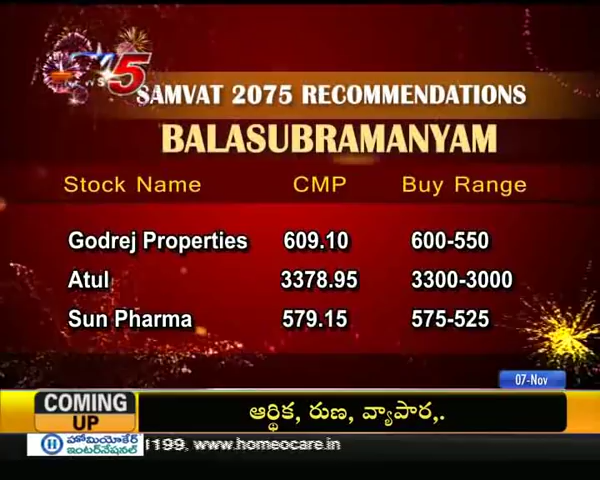 5
SAMVAT 2075 RECOMMENDATIONS
BALASUBRAMANYAM
Stock Name CMP Buy Range
Godrej Properties 609.10 600-550
Atul 3378.95 3300-3000
Sun Pharma 579.15 575-525
07-Nov
COMING UP
ఆర్థిక, రుణ, వ్యాపార,.
హోమియోకేర్
ఇంటర్నేషనల్
1199, www.homeocare.in